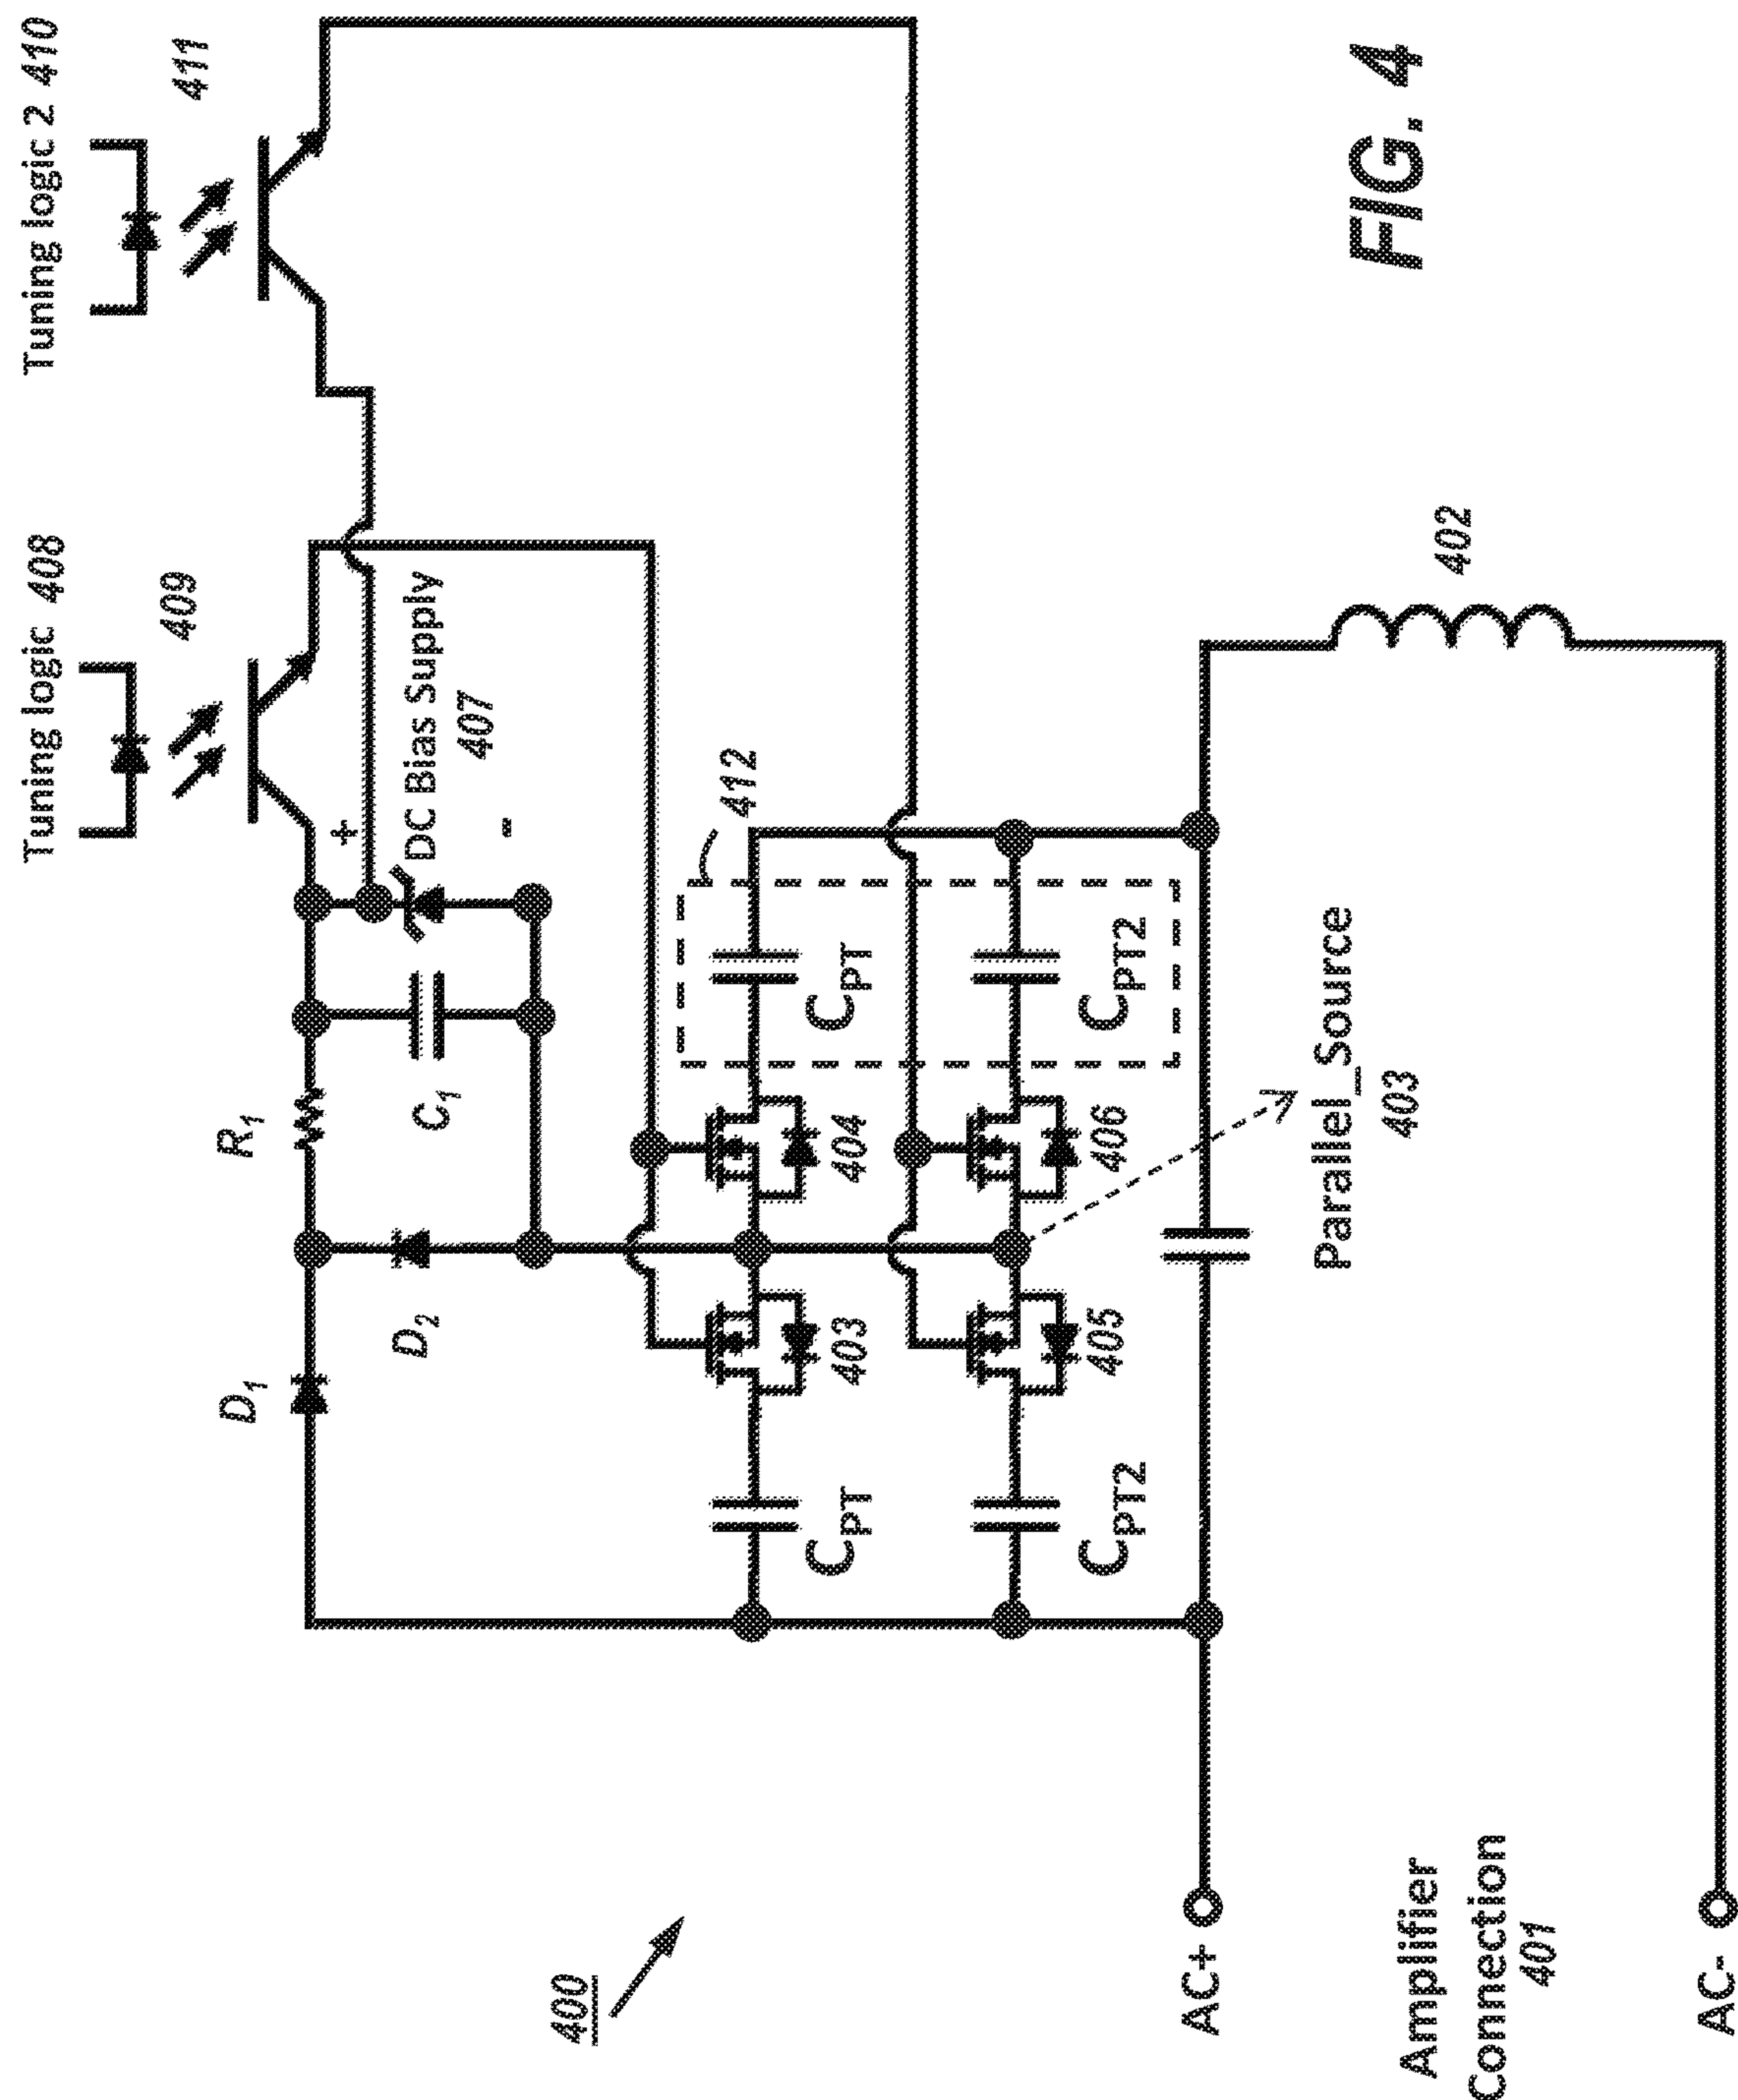 Tuning logic 408
409
Tuning logic 2 410
411
R1
D1
D2
C1
+
DC Bias Supply
407
-
412
CPT
403
404
CPT
CPT2
405
406
CPT2
Parallel_Source
403
402
400
AC+
Amplifier
Connection
401
AC-
FIG. 4